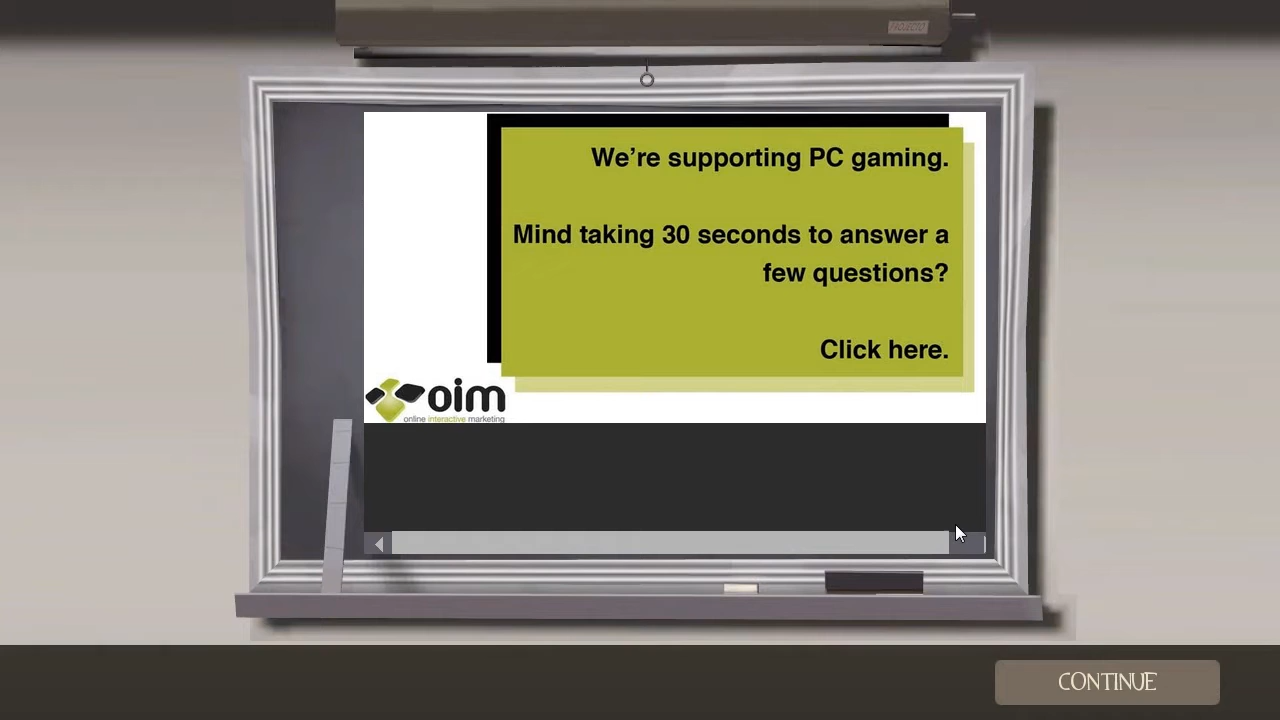 PROJECTO
We're supporting PC gaming.
Mind taking 30 seconds to answer a
few questions?
Click here.
oim
online interactive marketing
CONTINUE